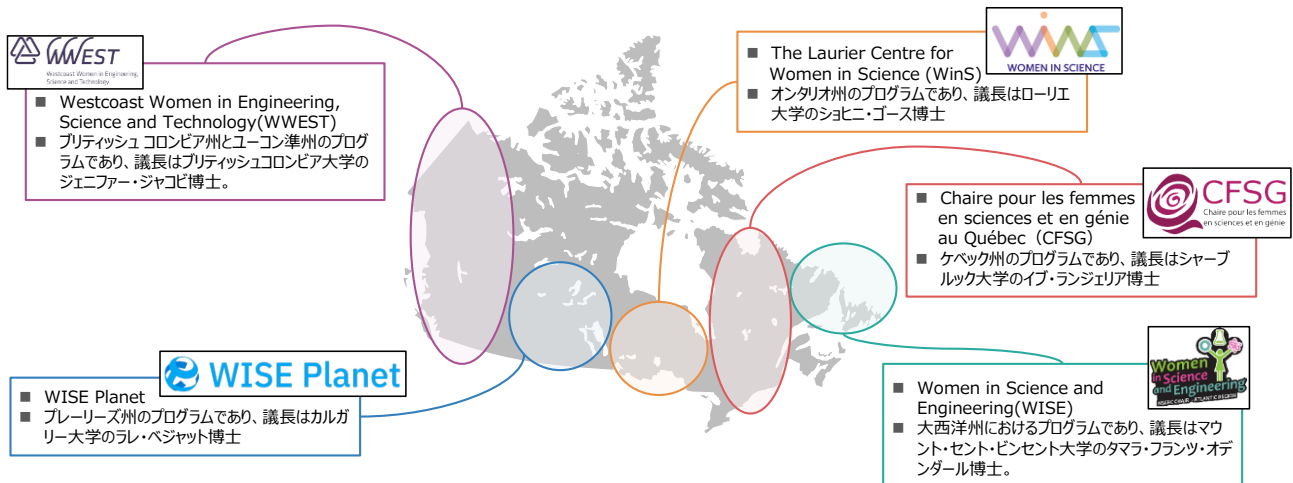 WWEST
Westcoast Women in Engineering,
Science and Technology
■ Westcoast Women in Engineering,
Science and Technology(WWEST)
■ ブリティッシュ コロンビア州とユーコン準州のプログ
ラムであり、議長はブリティッシュコロンビア大学の
ジェニファー・ジャコビ博士。
WinS
WOMEN IN SCIENCE
■ The Laurier Centre for
Women in Science (WinS)
■ オンタリオ州のプログラムであり、議長はローリエ
大学のショヒニ・ゴース博士
CFSG
Chaire pour les femmes
en sciences et en génie
■ Chaire pour les femmes
en sciences et en génie
au Québec（CFSG）
■ ケベック州のプログラムであり、議長はシャーブ
ルック大学のイブ・ランジェリア博士
WISE Planet
■ WISE Planet
■ プレーリーズ州のプログラムであり、議長はカルガ
リー大学のラレ・ベジャット博士
Women
in Science
and Engineering
NSERC CHAIR - ATLANTIC REGION
■ Women in Science and
Engineering(WISE)
■ 大西洋州におけるプログラムであり、議長はマウ
ント・セント・ビンセント大学のタマラ・フランツ・オデ
ンダール博士。